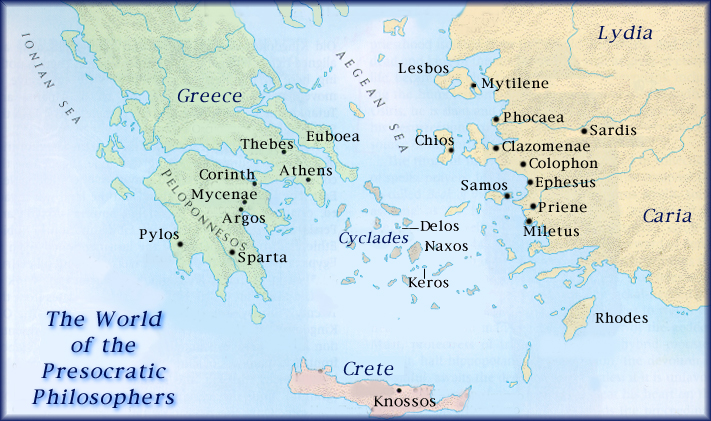 Lydia
IONIAN SEA
AEGEAN SEA
Lesbos
Mytilene
Greece
Phocaea
Sardis
Euboea
Thebes
Chios
Clazomenae
Colophon
Corinth
Athens
Ephesus
Samos
Mycenae
PELOPONNESOS
Priene
Argos
Caria
Delos
Miletus
Pylos
Cyclades
Naxos
Sparta
Keros
The World
of the
Presocratic
Philosophers
Rhodes
Crete
Knossos